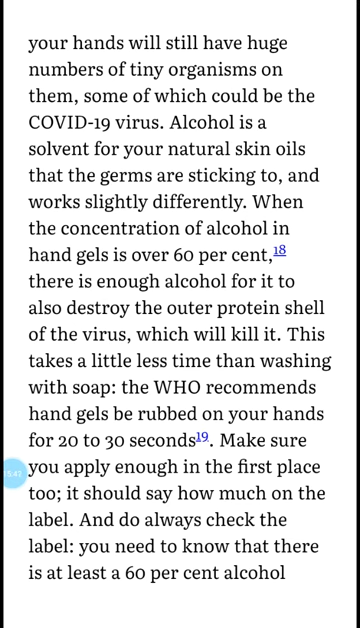 your hands will still have huge
numbers of tiny organisms on
them, some of which could be the
COVID-19 virus. Alcohol is a
solvent for your natural skin oils
that the germs are sticking to, and
works slightly differently. When
the concentration of alcohol in
hand gels is over 60 per cent,18
there is enough alcohol for it to
also destroy the outer protein shell
of the virus, which will kill it. This
takes a little less time than washing
with soap: the WHO recommends
hand gels be rubbed on your hands
for 20 to 30 seconds19. Make sure
you apply enough in the first place
too; it should say how much on the
label. And do always check the
label: you need to know that there
is at least a 60 per cent alcohol